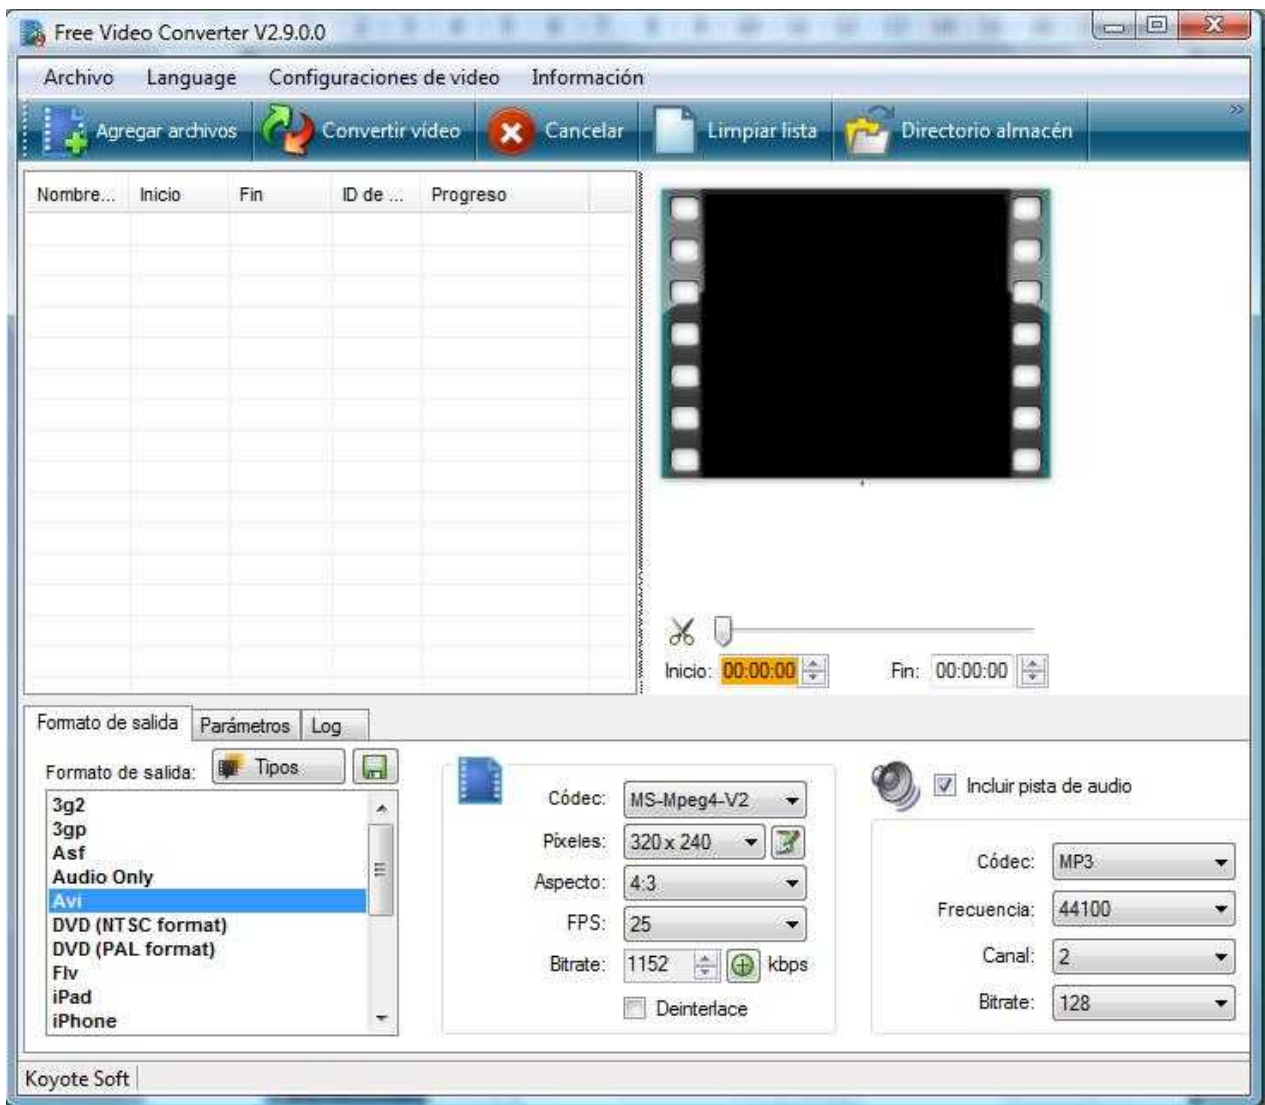 Free Video Converter V2.9.0.0
Archivo Language Configuraciones de video Información
Agregar archivos Convertir vídeo Cancelar Limpiar lista Directorio almacén
Nombre... Inicio Fin ID de ... Progreso
Inicio: 00:00:00 Fin: 00:00:00
Formato de salida Parámetros Log
Formato de salida: Tipos
3g2
3gp
Asf
Audio Only
Avi
DVD (NTSC format)
DVD (PAL format)
Flv
iPad
iPhone
Códec: MS-Mpeg4-V2
Píxeles: 320 x 240
Aspecto: 4:3
FPS: 25
Bitrate: 1152 kbps
Deinterlace
Incluir pista de audio
Códec: MP3
Frecuencia: 44100
Canal: 2
Bitrate: 128
Koyote Soft